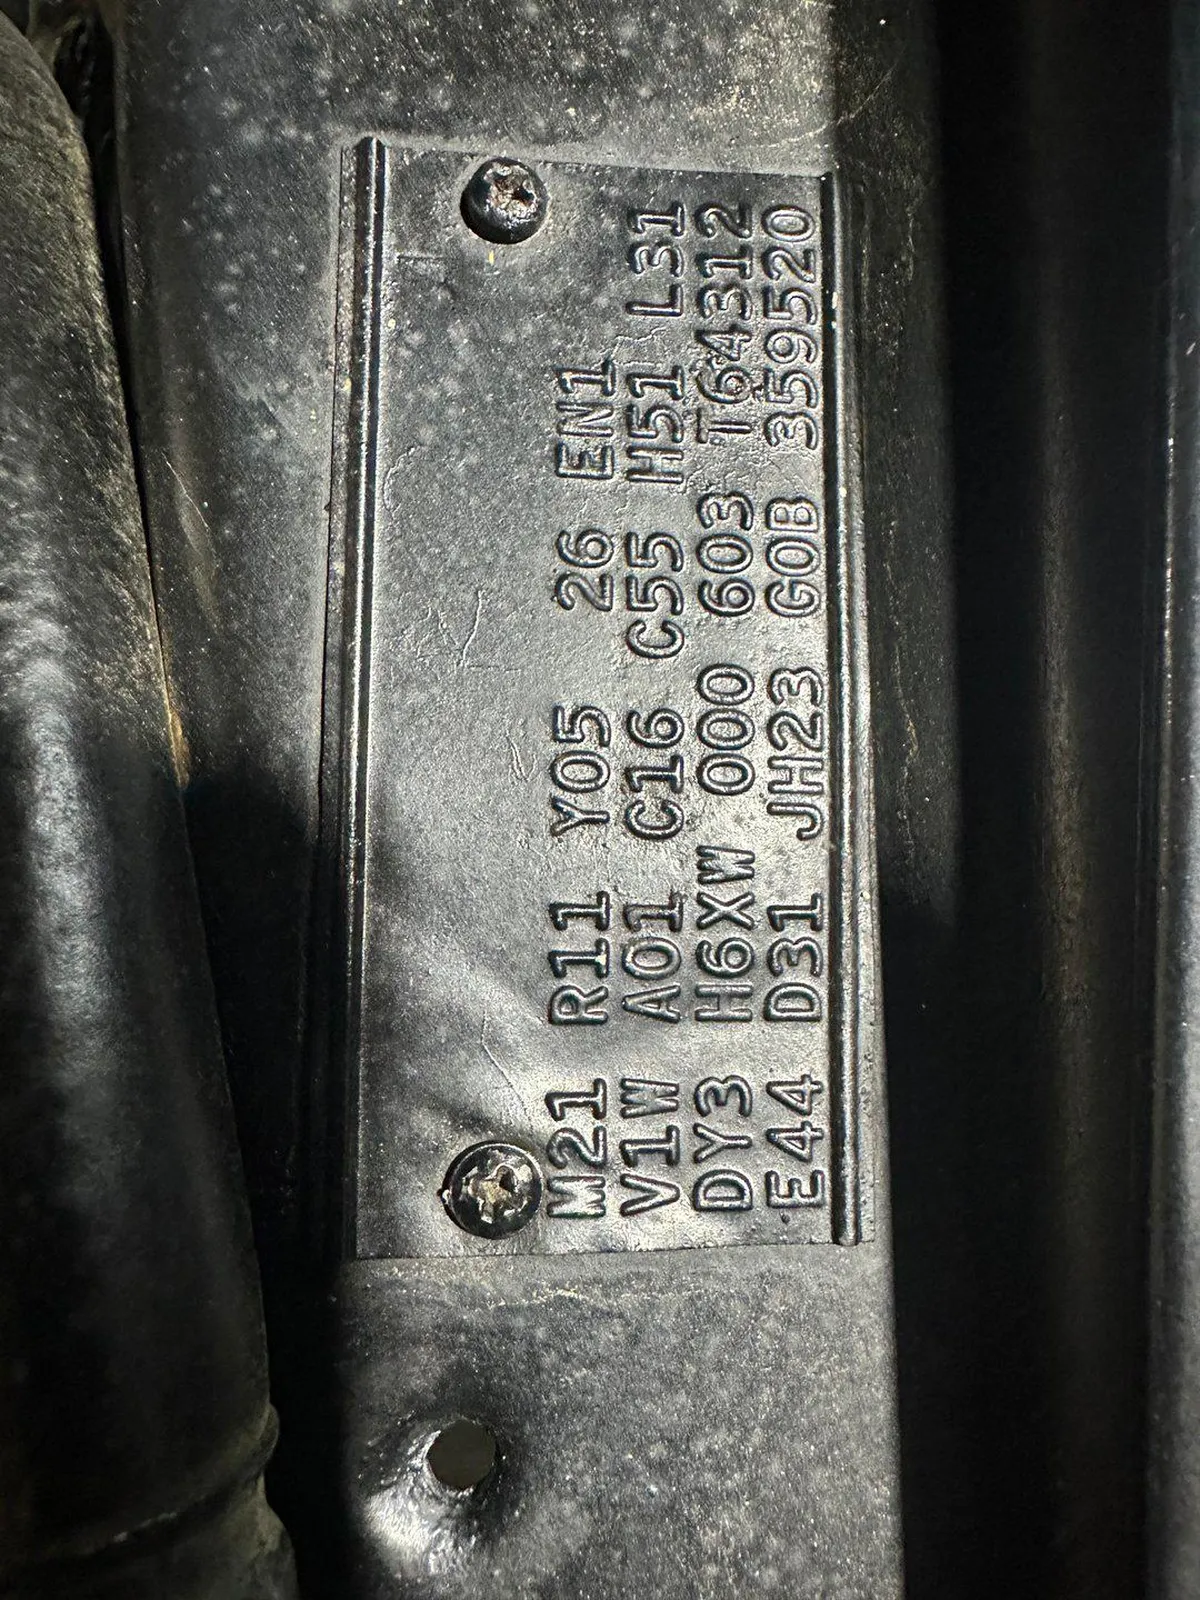 M21 R11 Y05 26 EN1
V1W A01 C16 C55 H51 L31
DY3 H6XW 000 603 T64312
E44 D31 JH23 G0B 359520